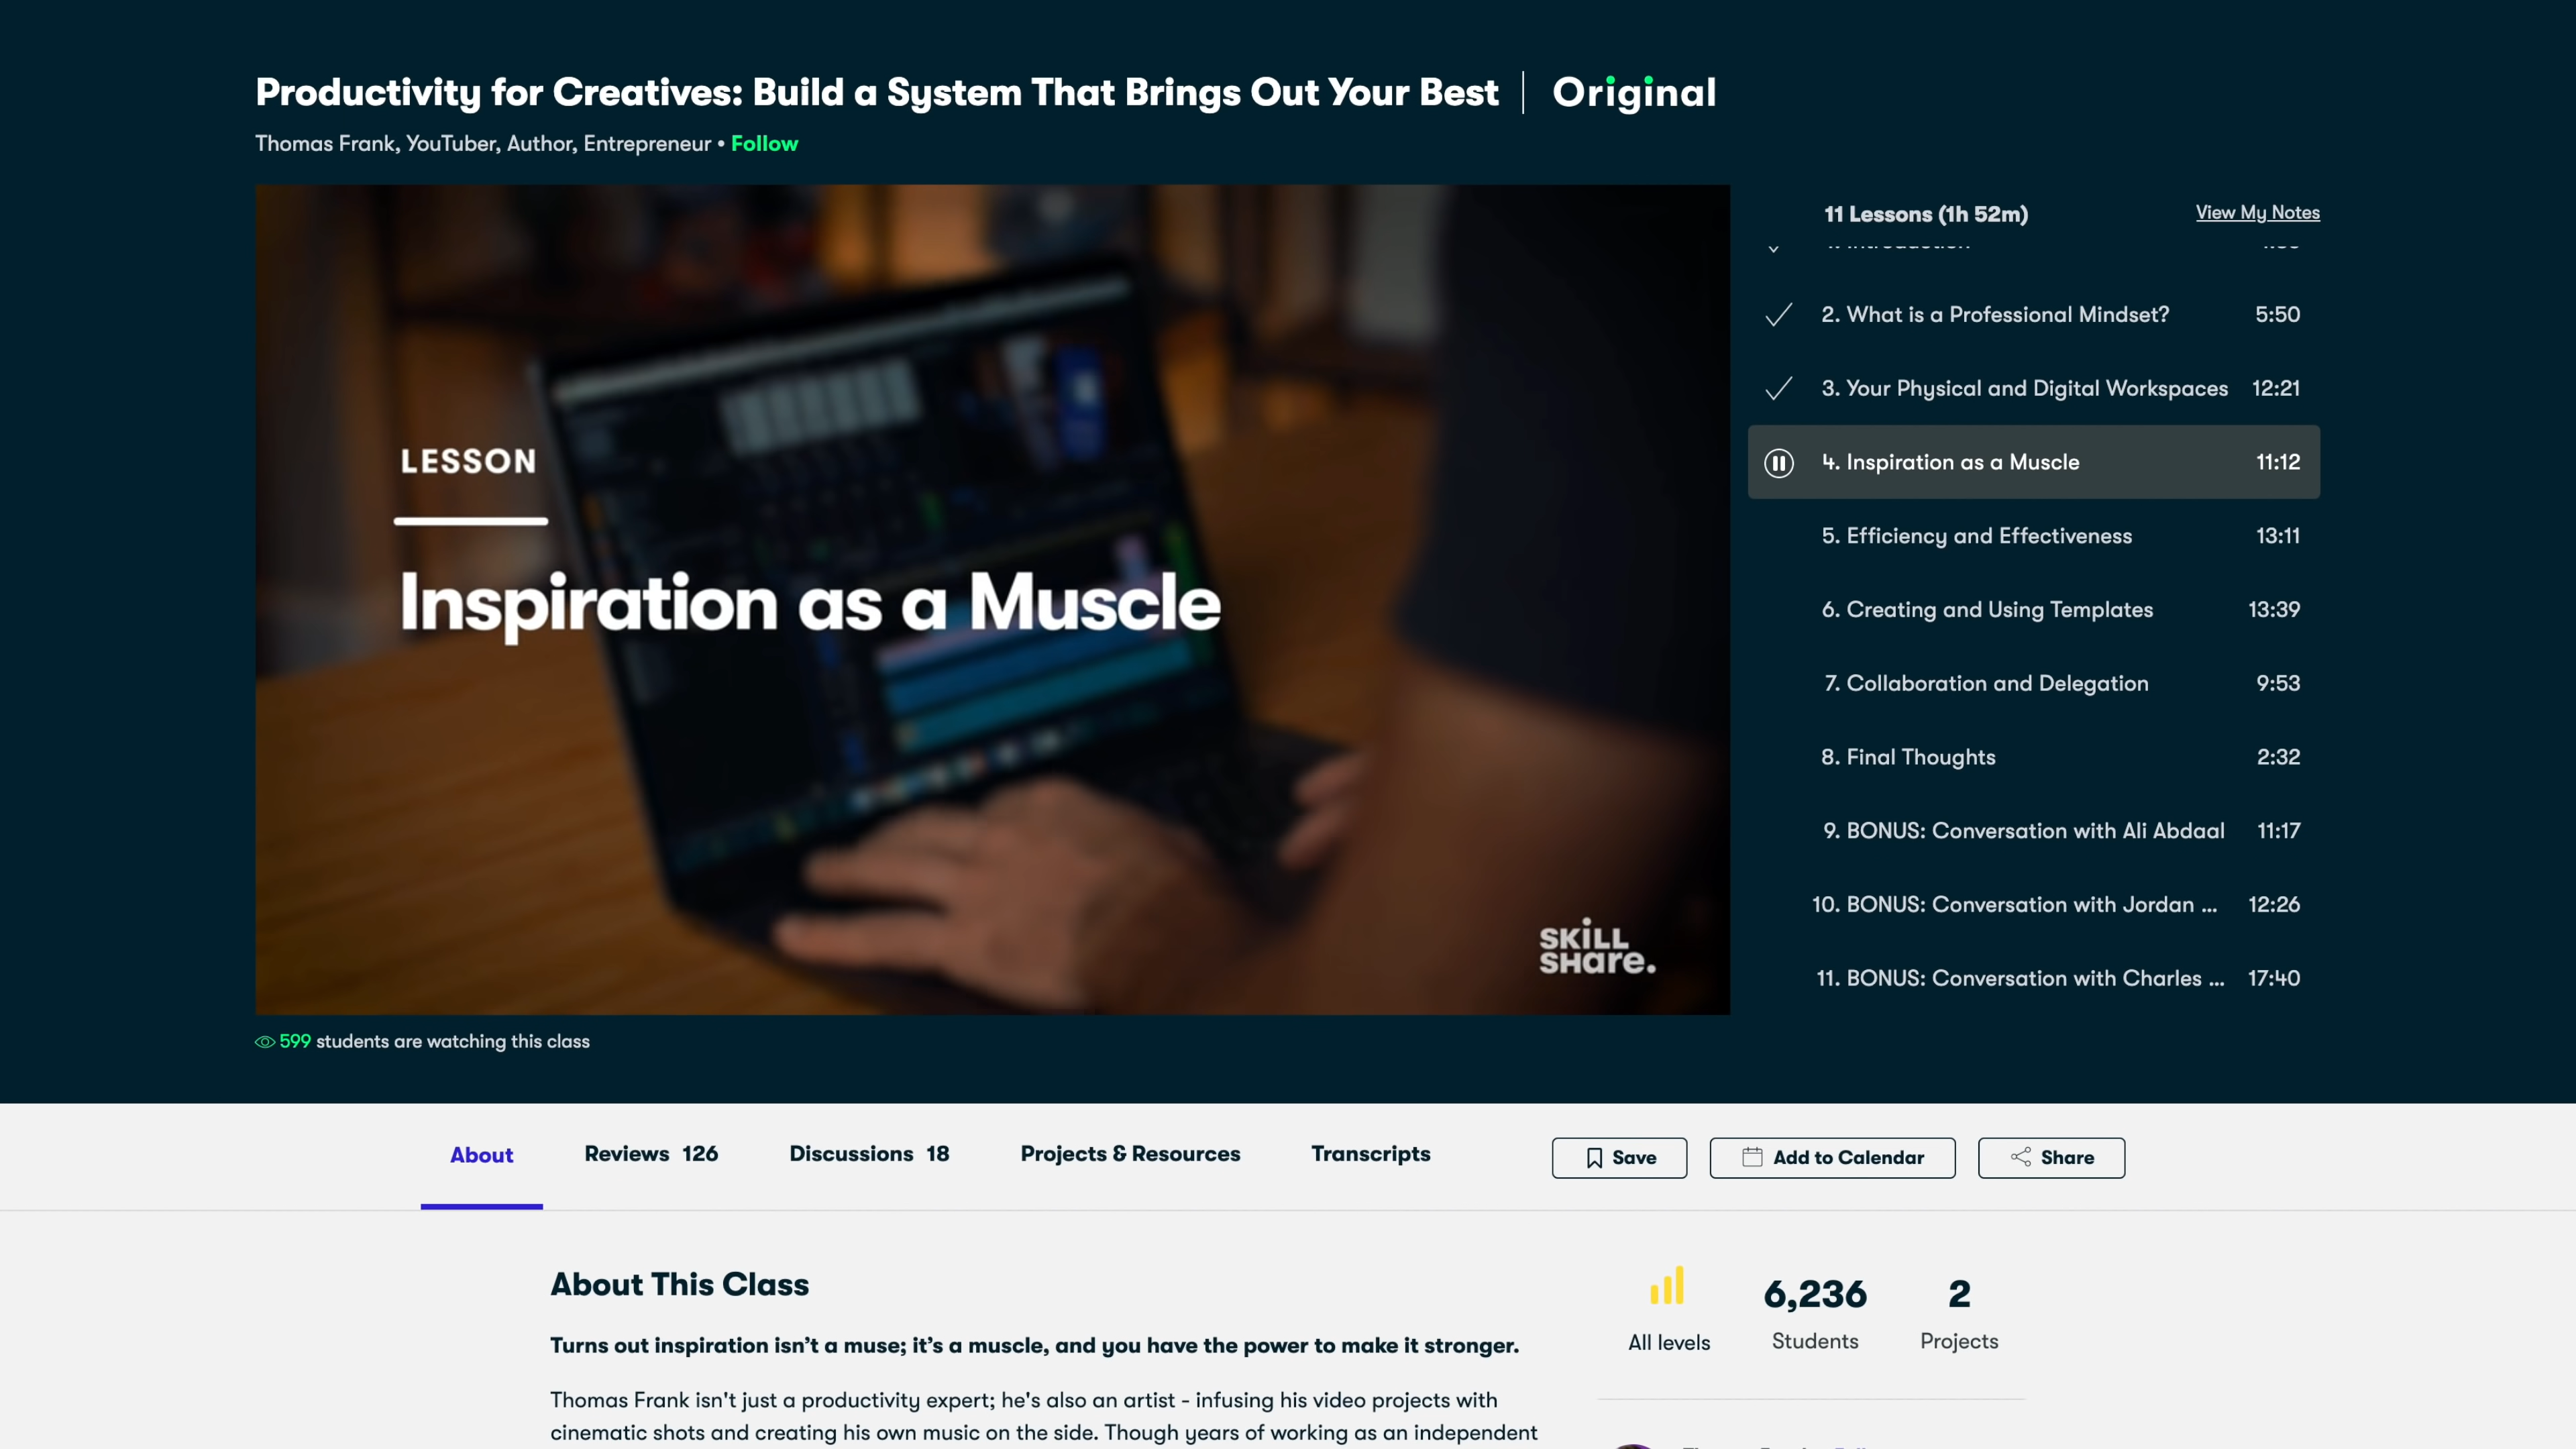 Productivity for Creatives: Build a System That Brings Out Your Best | Original
Thomas Frank, YouTuber, Author, Entrepreneur • Follow
LESSON
Inspiration as a Muscle
SKILL
SHare.
11 Lessons (1h 52m) View My Notes
2. What is a Professional Mindset? 5:50
3. Your Physical and Digital Workspaces 12:21
4. Inspiration as a Muscle 11:12
5. Efficiency and Effectiveness 13:11
6. Creating and Using Templates 13:39
7. Collaboration and Delegation 9:53
8. Final Thoughts 2:32
9. BONUS: Conversation with Ali Abdaal 11:17
10. BONUS: Conversation with Jordan ... 12:26
11. BONUS: Conversation with Charles ... 17:40
599 students are watching this class
About Reviews 126 Discussions 18 Projects & Resources Transcripts Save Add to Calendar Share
About This Class
Turns out inspiration isn’t a muse; it’s a muscle, and you have the power to make it stronger.
Thomas Frank isn't just a productivity expert; he's also an artist - infusing his video projects with
cinematic shots and creating his own music on the side. Though years of working as an independent
6,236 2
All levels Students Projects